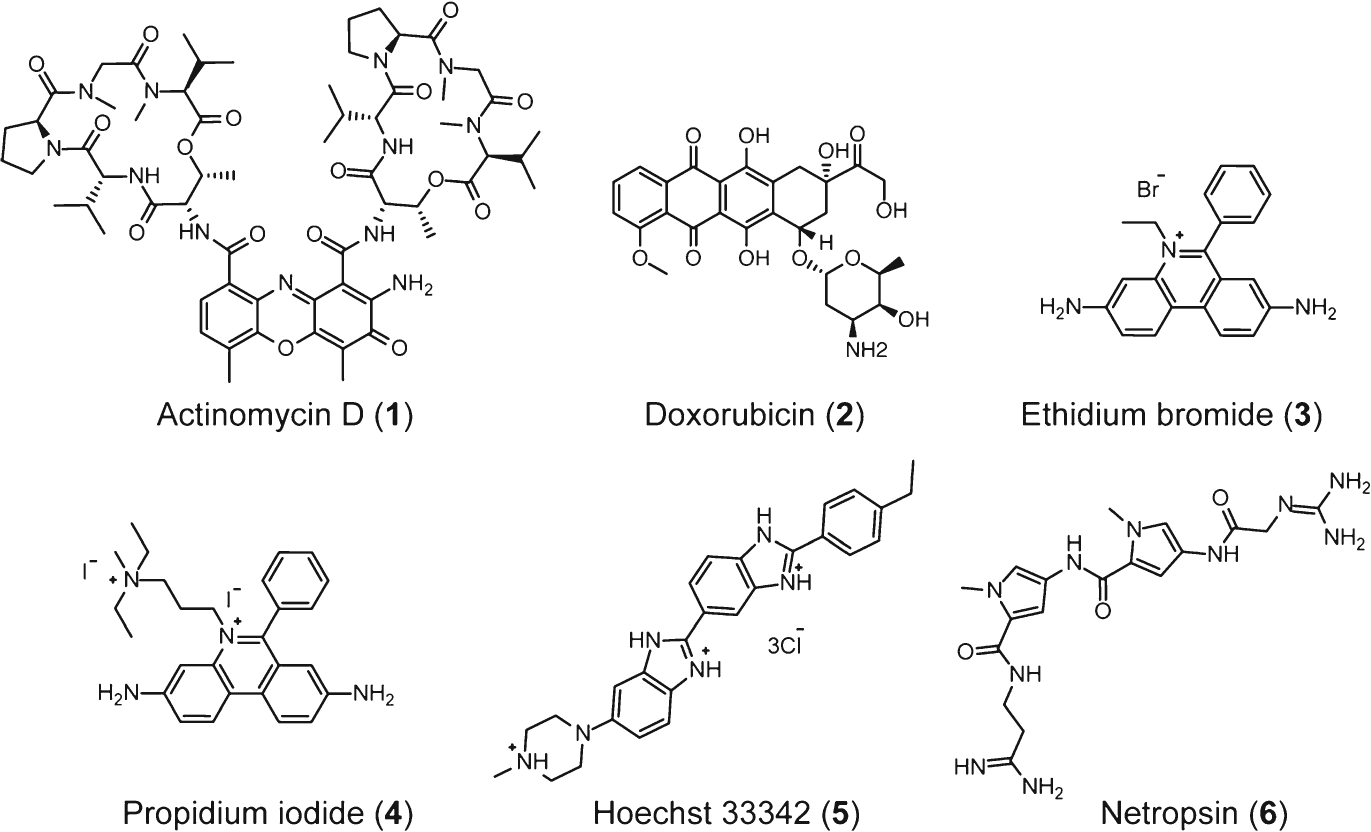 O
O
N
N
O
N
O
O
O
NH
O
HN
O
Actinomycin D (1)
N
O
N
O
O
N
NH
O
O
O
NH
O
N
NH2
O
O
O
OH
OH
O
OH
O
O
OH
H
O
O
OH
NH2
Doxorubicin (2)
Br-
N+
H2N
NH2
Ethidium bromide (3)
I-
N+
I-
N+
H2N
NH2
Propidium iodide (4)
H
N
NH+
HN
NH+
3Cl-
N
NH+
Hoechst 33342 (5)
NH2
O
N
N
NH2
H
N
NH
N
O
O
NH
HN
NH2
Netropsin (6)